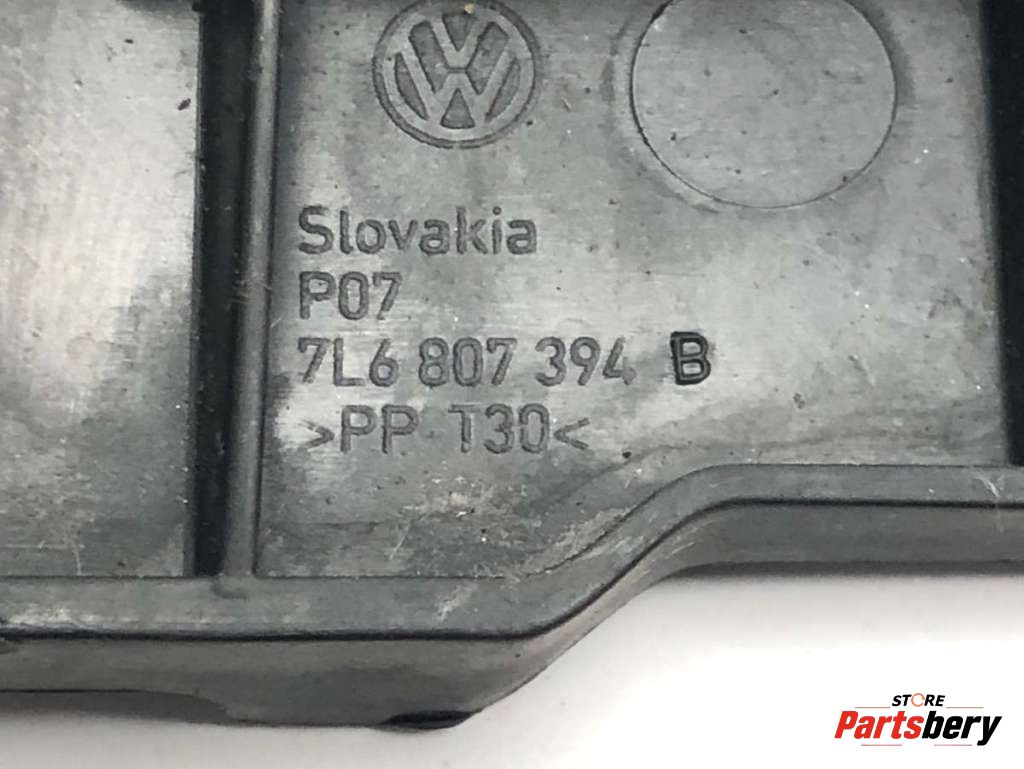 Slovakia
P07
7L6 807 394 B
>PP T30<
STORE
Partsbery